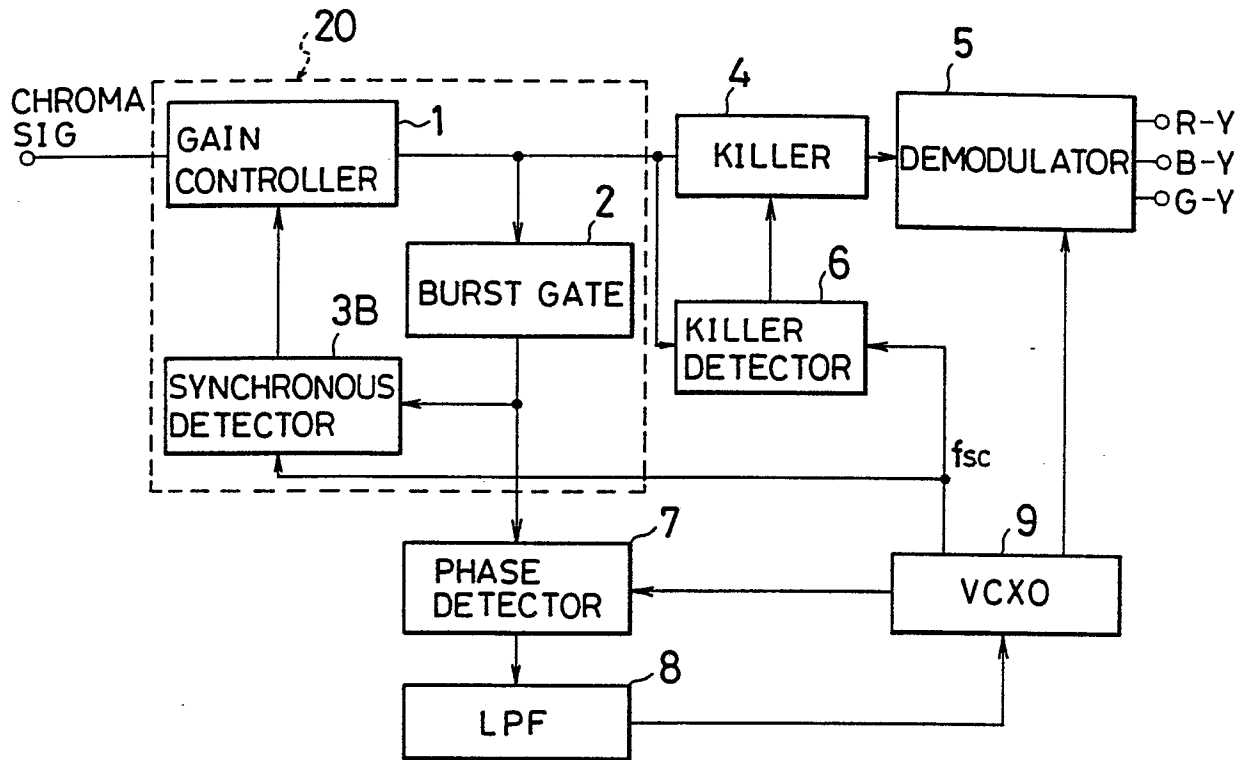 20
CHROMA
SIG
GAIN
CONTROLLER
1
4
KILLER
5
DEMODULATOR
R-Y
B-Y
G-Y
2
BURST GATE
3B
SYNCHRONOUS
DETECTOR
6
KILLER
DETECTOR
fsc
7
PHASE
DETECTOR
9
VCXO
8
LPF